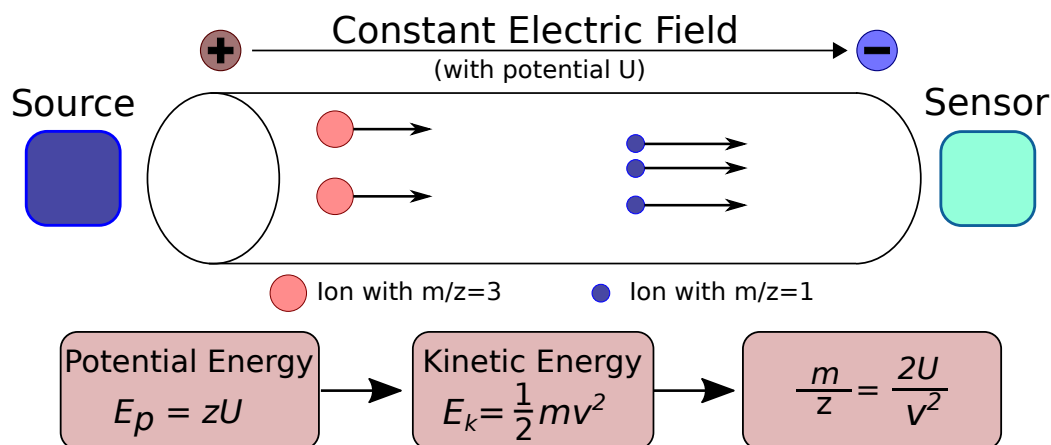 Constant Electric Field
(with potential U)
Source
Sensor
Ion with m/z=3
Ion with m/z=1
Potential Energy
Eₚ = zU
Kinetic Energy
Eₖ= 1/2 mv²
m/z = 2U/v²